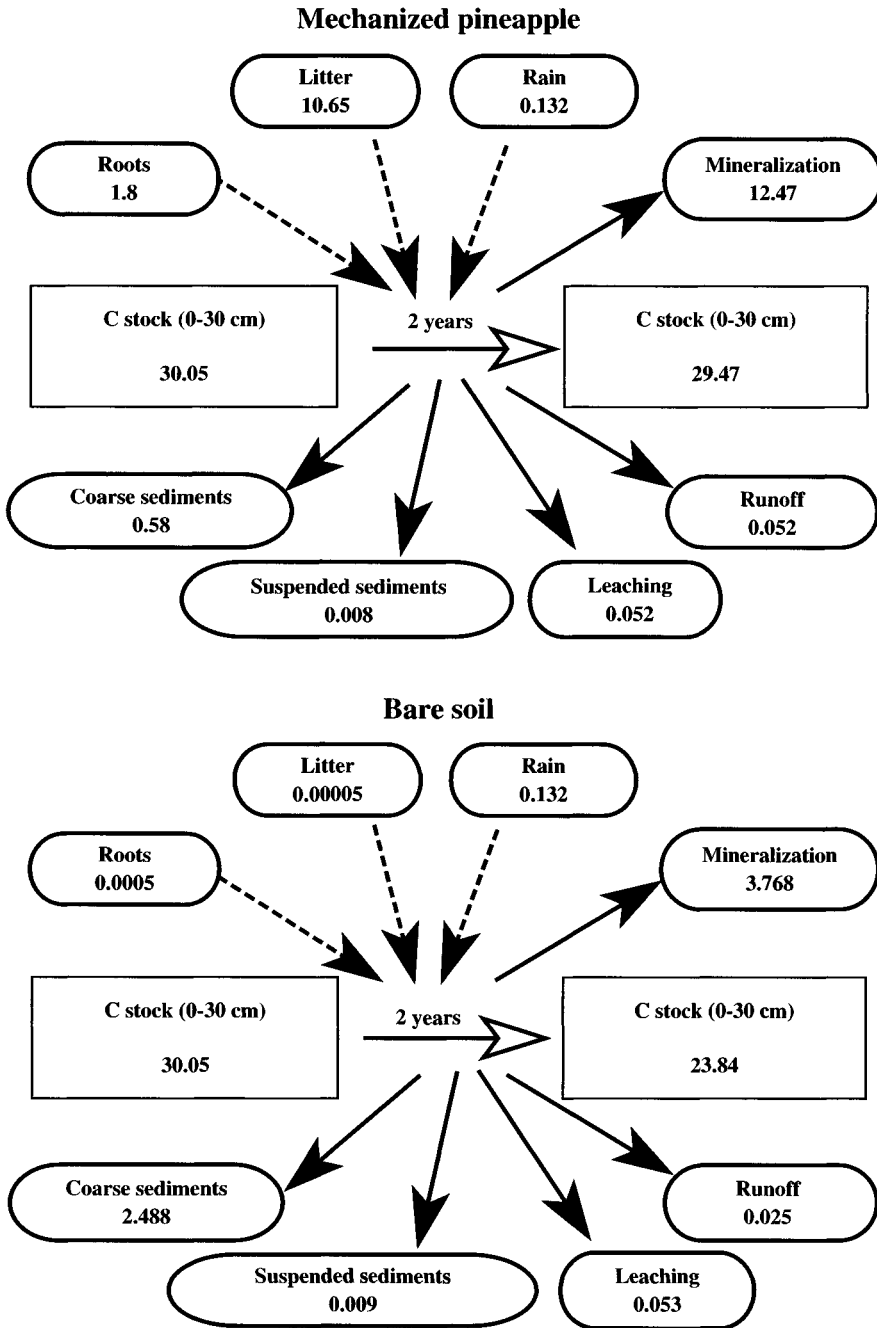 Mechanized pineapple
Litter
10.65
Rain
0.132
Roots
1.8
Mineralization
12.47
C stock (0-30 cm)
30.05
2 years
C stock (0-30 cm)
29.47
Coarse sediments
0.58
Suspended sediments
0.008
Leaching
0.052
Runoff
0.052
Bare soil
Litter
0.00005
Rain
0.132
Roots
0.0005
Mineralization
3.768
C stock (0-30 cm)
30.05
2 years
C stock (0-30 cm)
23.84
Coarse sediments
2.488
Suspended sediments
0.009
Leaching
0.053
Runoff
0.025